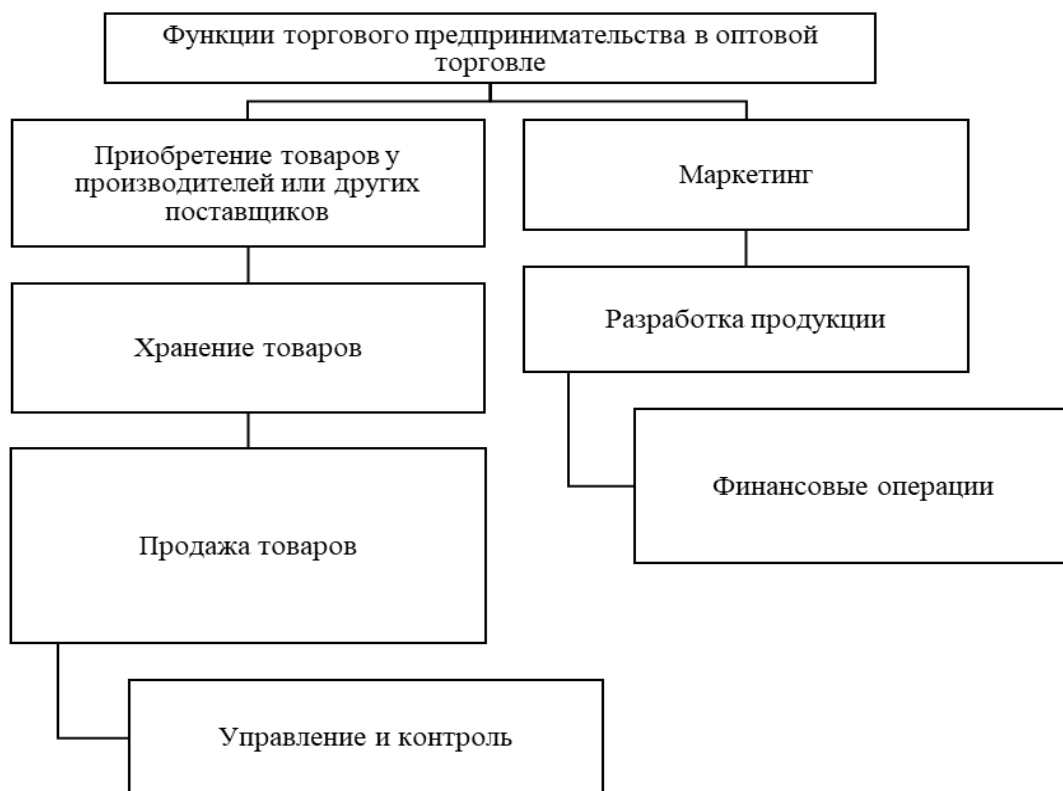 Функции торгового предпринимательства в оптовой
торговле
Приобретение товаров у
производителей или других
поставщиков
Хранение товаров
Продажа товаров
Управление и контроль
Маркетинг
Разработка продукции
Финансовые операции